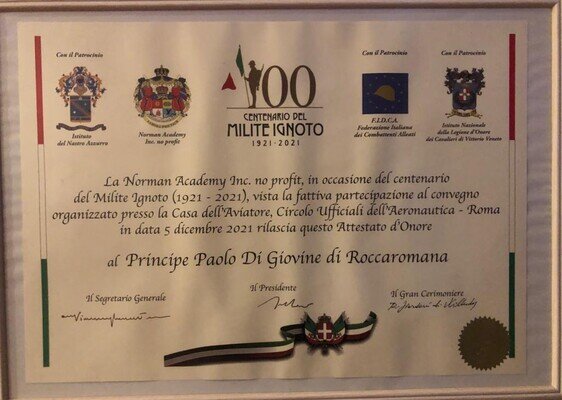 Con il Patrocinio
Istituto
del Nastro Azzurro
Norman Academy
Inc. no profit
100
CENTENARIO DEL
MILITE IGNOTO
1921-2021
Con il Patrocinio
F.I.D.C.A.
Federazione Italiana
dei Combattenti Alleati
Con il Patrocinio
Istituto Nazionale
della Legione d'Onore
dei Cavalieri di Vittorio Veneto
La Norman Academy Inc. no profit, in occasione del centenario
del Milite Ignoto (1921 - 2021), vista la fattiva partecipazione al convegno
organizzato presso la Casa dell'Aviatore, Circolo Ufficiali dell'Aeronautica - Roma
in data 5 dicembre 2021 rilascia questo Attestato d'Onore
al Principe Paolo Di Giovine di Roccaromana
Il Segretario Generale
Il Presidente
Il Gran Cerimoniere